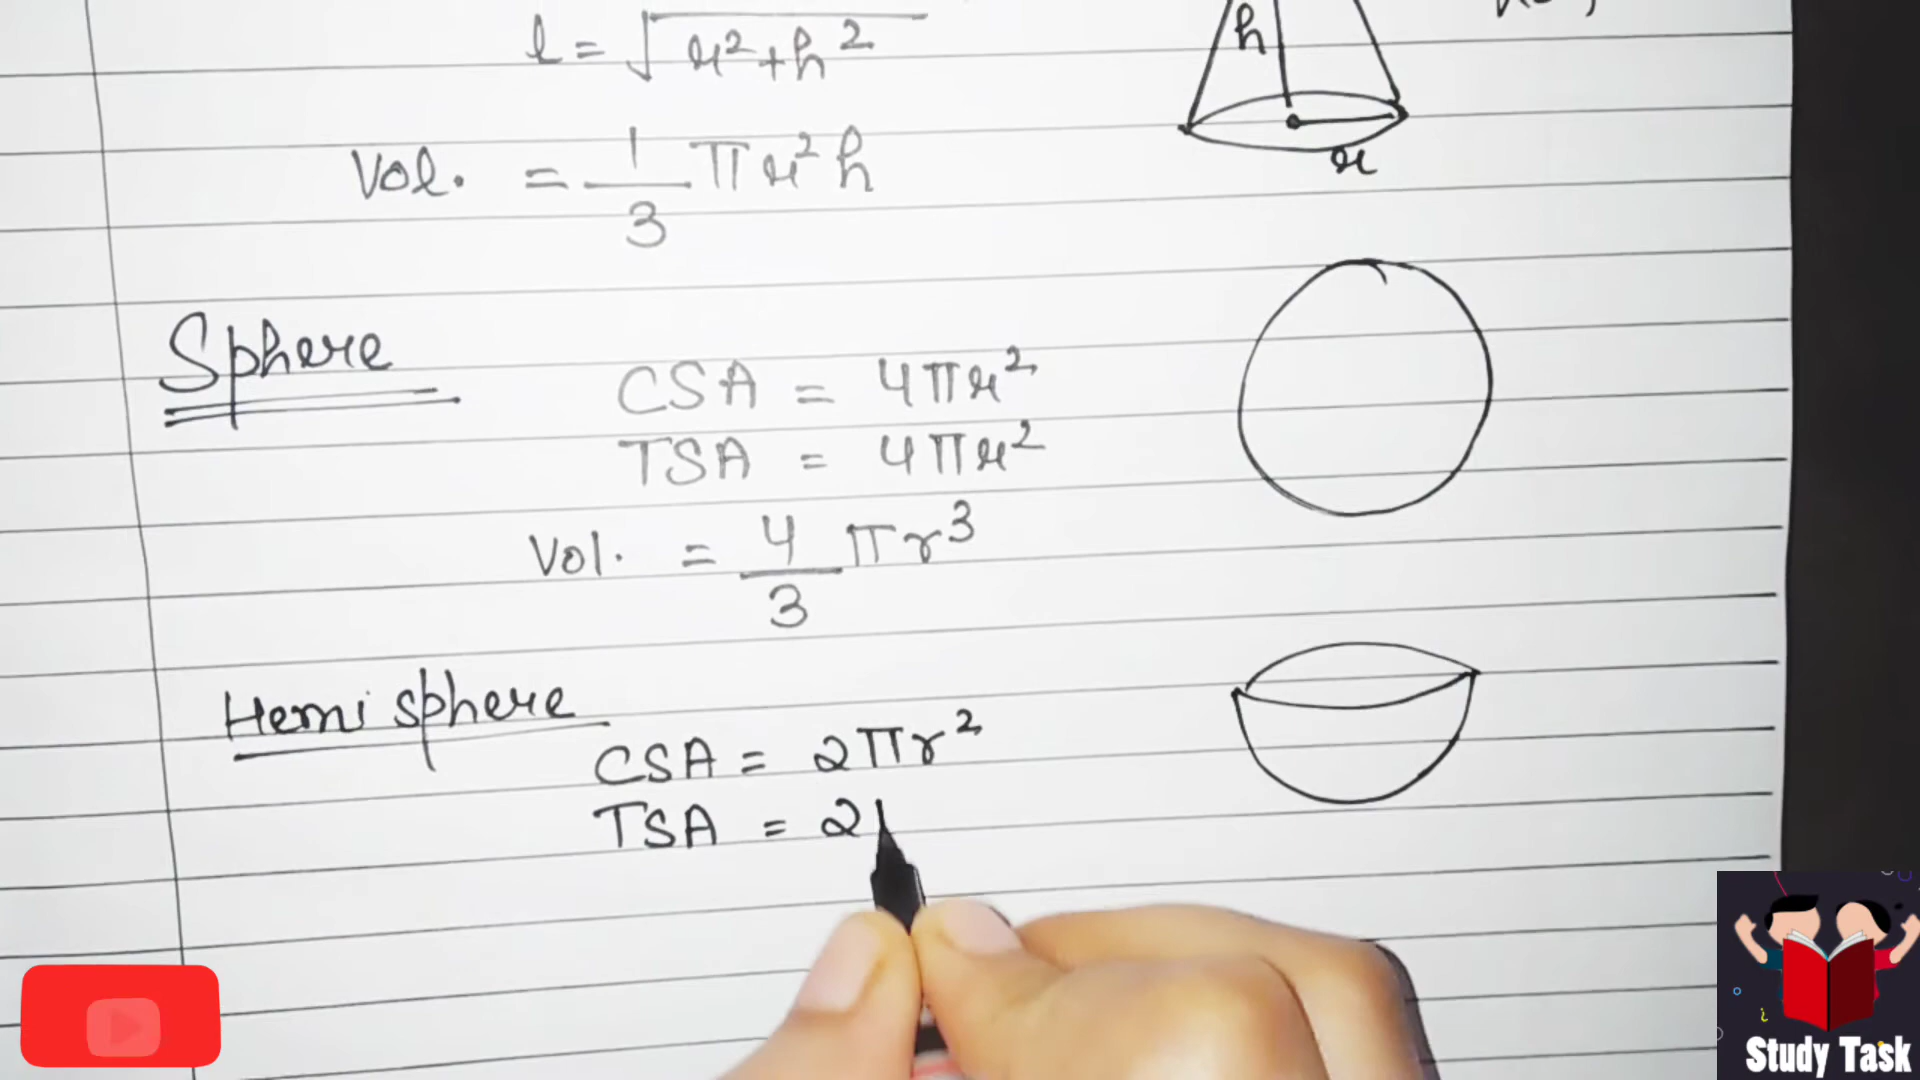 l = √r²+h²
h
Vol. = 1/3 πr²h
r
Sphere
CSA = 4πr²
TSA = 4πr²
Vol. = 4/3 πr³
Hemi sphere
CSA = 2πr²
TSA = 2
Study Task